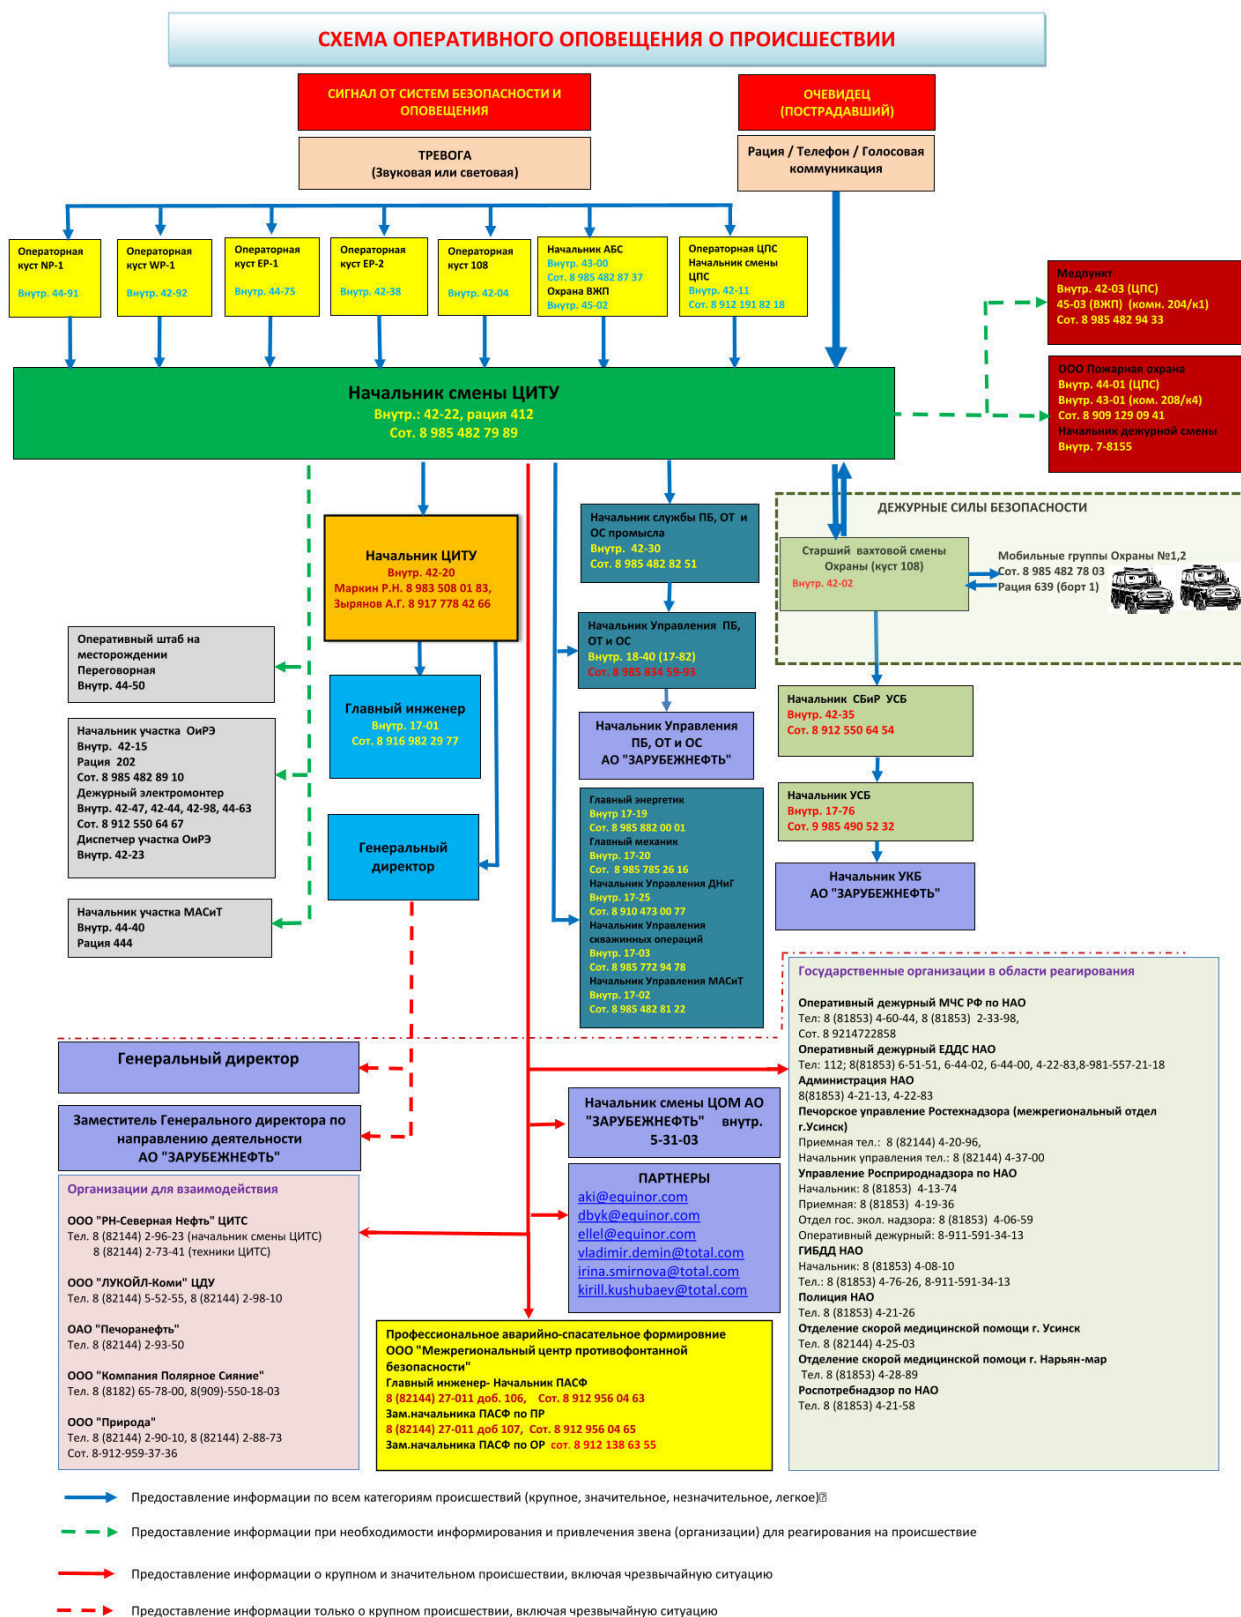 СХЕМА ОПЕРАТИВНОГО ОПОВЕЩЕНИЯ О ПРОИСШЕСТВИИ
СИГНАЛ ОТ СИСТЕМ БЕЗОПАСНОСТИ И
ОПОВЕЩЕНИЯ
ОЧЕВИДЕЦ
(ПОСТРАДАВШИЙ)
ТРЕВОГА
(Звуковая или световая)
Рация / Телефон / Голосовая
коммуникация
Операторная
куст NP-1
Внутр. 44-91
Операторная
куст WP-1
Внутр. 42-92
Операторная
куст EP-1
Внутр. 44-75
Операторная
куст EP-2
Внутр. 42-38
Операторная
куст 108
Внутр. 42-04
Начальник АБС
Внутр. 43-00
Сот. 8 985 482 87 37
Охрана ВЖП
Внутр. 45-02
Операторная ЦПС
Начальник смены
ЦПС
Внутр. 42-11
Сот. 8 912 191 82 18
Медпункт
Внутр. 42-03 (ЦПС)
45-03 (ВЖП)  (комн. 204/к1)
Сот. 8 985 482 94 33
ООО Пожарная охрана
Внутр. 44-01 (ЦПС)
Внутр. 43-01 (ком. 208/к4)
Сот. 8 909 129 09 41
Начальник дежурной смены
Внутр. 7-8155
Начальник смены ЦИТУ
Внутр.: 42-22, рация 412
Сот. 8 985 482 79 89
Начальник ЦИТУ
Внутр. 42-20
Маркин Р.Н. 8 983 508 01 83,
Зырянов А.Г. 8 917 778 42 66
Начальник службы ПБ, ОТ  и
ОС промысла
Внутр.  42-30
Сот. 8 985 482 82 51
ДЕЖУРНЫЕ СИЛЫ БЕЗОПАСНОСТИ
Старший  вахтовой смены
Охраны (куст 108)
Внутр. 42-02
Мобильные группы Охраны №1,2
Сот. 8 985 482 78 03
Рация 639 (борт 1)
Оперативный штаб на
месторождении
Переговорная
Внутр. 44-50
Начальник Управления  ПБ,
ОТ и ОС
Внутр. 18-40 (17-82)
Сот. 8 985 834 59-93
Главный инженер
Внутр. 17-01
Сот. 8 916 982 29 77
Начальник  СБиР  УСБ
Внутр. 42-35
Сот. 8 912 550 64 54
Начальник участка  ОиРЭ
Внутр.  42-15
Рация  202
Сот. 8 985 482 89 10
Дежурный электромонтер
Внутр. 42-47, 42-44, 42-98, 44-63
Сот. 8 912 550 64 67
Диспетчер участка ОиРЭ
Внутр. 42-23
Начальник Управления
ПБ, ОТ и ОС
АО "ЗАРУБЕЖНЕФТЬ"
Начальник УСБ
Внутр. 17-76
Сот. 9 985 490 52 32
Генеральный
директор
Главный энергетик
Внутр 17-19
Сот. 8 985 882 00 01
Главный механик
Внутр. 17-20
Сот.  8 985 785 26 16
Начальник Управления ДНиГ
Внутр. 17-25
Сот. 8 910 473 00 77
Начальник Управления
скважинных операций
Внутр. 17-03
Сот. 8 985 772 94 78
Начальник Управления МАСиТ
Внутр. 17-02
Сот. 8 985 482 81 22
Начальник УКБ
АО "ЗАРУБЕЖНЕФТЬ"
Начальник участка МАСиТ
Внутр. 44-40
Рация 444
Генеральный директор
Заместитель Генерального директора по
направлению деятельности
АО "ЗАРУБЕЖНЕФТЬ"
Начальник смены ЦОМ АО
"ЗАРУБЕЖНЕФТЬ"    внутр.
5-31-03
ПАРТНЕРЫ
aki@equinor.com
dbyk@equinor.com
ellel@equinor.com
vladimir.demin@total.com
irina.smirnova@total.com
kirill.kushubaev@total.com
Государственные организации в области реагирования
Оперативный дежурный МЧС РФ по НАО
Тел: 8 (81853) 4-60-44, 8 (81853)  2-33-98,
Сот. 8 9214722858
Оперативный дежурный ЕДДС НАО
Тел: 112; 8(81853) 6-51-51, 6-44-02, 6-44-00, 4-22-83,8-981-557-21-18
Администрация НАО
8(81853) 4-21-13, 4-22-83
Печорское управление Ростехнадзора (межрегиональный отдел
г.Усинск)
Приемная тел.:  8 (82144) 4-20-96,
Начальник управления тел.: 8 (82144) 4-37-00
Управление Росприроднадзора по НАО
Начальник: 8 (81853)  4-13-74
Приемная: 8 (81853)  4-19-36
Отдел гос. экол. надзора: 8 (81853)  4-06-59
Оперативный дежурный: 8-911-591-34-13
ГИБДД НАО
Начальник: 8 (81853) 4-08-10
Тел.: 8 (81853) 4-76-26, 8-911-591-34-13
Полиция НАО
Тел. 8 (81853) 4-21-26
Отделение скорой медицинской помощи г. Усинск
Тел. 8 (82144) 4-25-03
Отделение скорой медицинской помоци г. Нарьян-мар
Тел. 8 (81853) 4-28-89
Роспотребнадзор по НАО
Тел. 8 (81853) 4-21-58
Организации для взаимодействия
ООО "РН-Северная Нефть" ЦИТС
Тел. 8 (82144) 2-96-23 (начальник смены ЦИТС)
8 (82144) 2-73-41 (техники ЦИТС)
ООО "ЛУКОЙЛ-Коми" ЦДУ
Тел. 8 (82144) 5-52-55, 8 (82144) 2-98-10
ОАО "Печоранефть"
Тел. 8 (82144) 2-93-50
ООО "Компания Полярное Сияние"
Тел. 8 (8182) 65-78-00, 8(909)-550-18-03
ООО "Природа"
Тел. 8 (82144) 2-90-10, 8 (82144) 2-88-73
Сот. 8-912-959-37-36
Профессиональное аварийно-спасательное формировние
ООО "Межрегиональный центр противофонтанной
безопасности"
Главный инженер- Начальник ПАСФ
8 (82144) 27-011 доб. 106,    Сот. 8 912 956 04 63
Зам.начальника ПАСФ по ПР
8 (82144) 27-011 доб 107,  Сот. 8 912 956 04 65
Зам.начальника ПАСФ по ОР  сот. 8 912 138 63 55
Предоставление информации по всем категориям происшествий (крупное, значительное, незначительное, легкое)
Предоставление информации при необходимости информирования и привлечения звена (организации) для реагирования на происшествие
Предоставление информации о крупном и значительном происшествии, включая чрезвычайную ситуацию
Предоставление информации только о крупном происшествии, включая чрезвычайную ситуацию